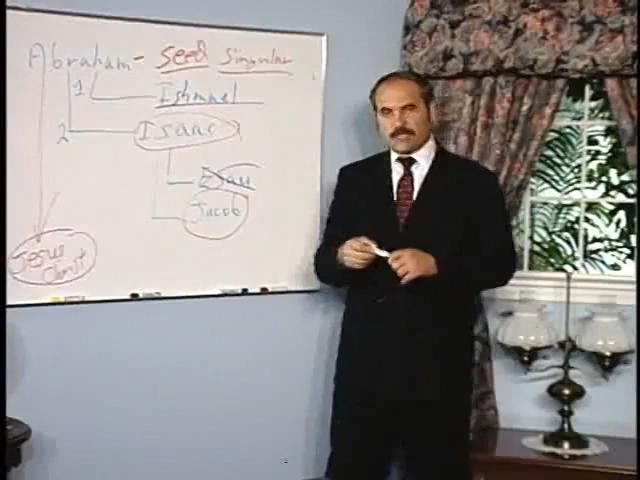 Abraham - seed Singular
1 Ishmael
2 Isaac
Esau
Jacob
Jesus
Christ